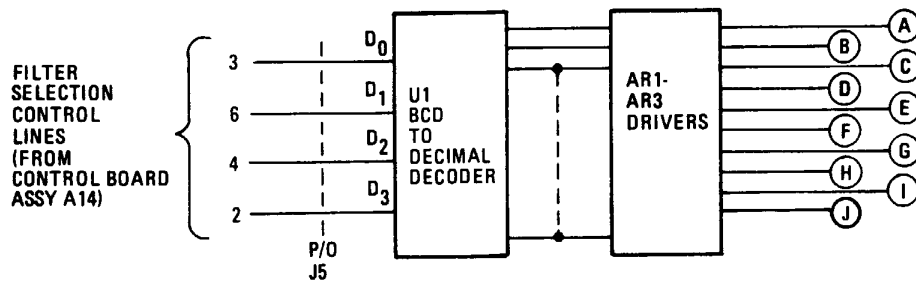 FILTER
SELECTION
CONTROL
LINES
(FROM
CONTROL BOARD
ASSY A14)
3
6
4
2
P/O
J5
D0
D1
D2
D3
U1
BCD
TO
DECIMAL
DECODER
AR1-
AR3
DRIVERS
A
B
C
D
E
F
G
H
I
J